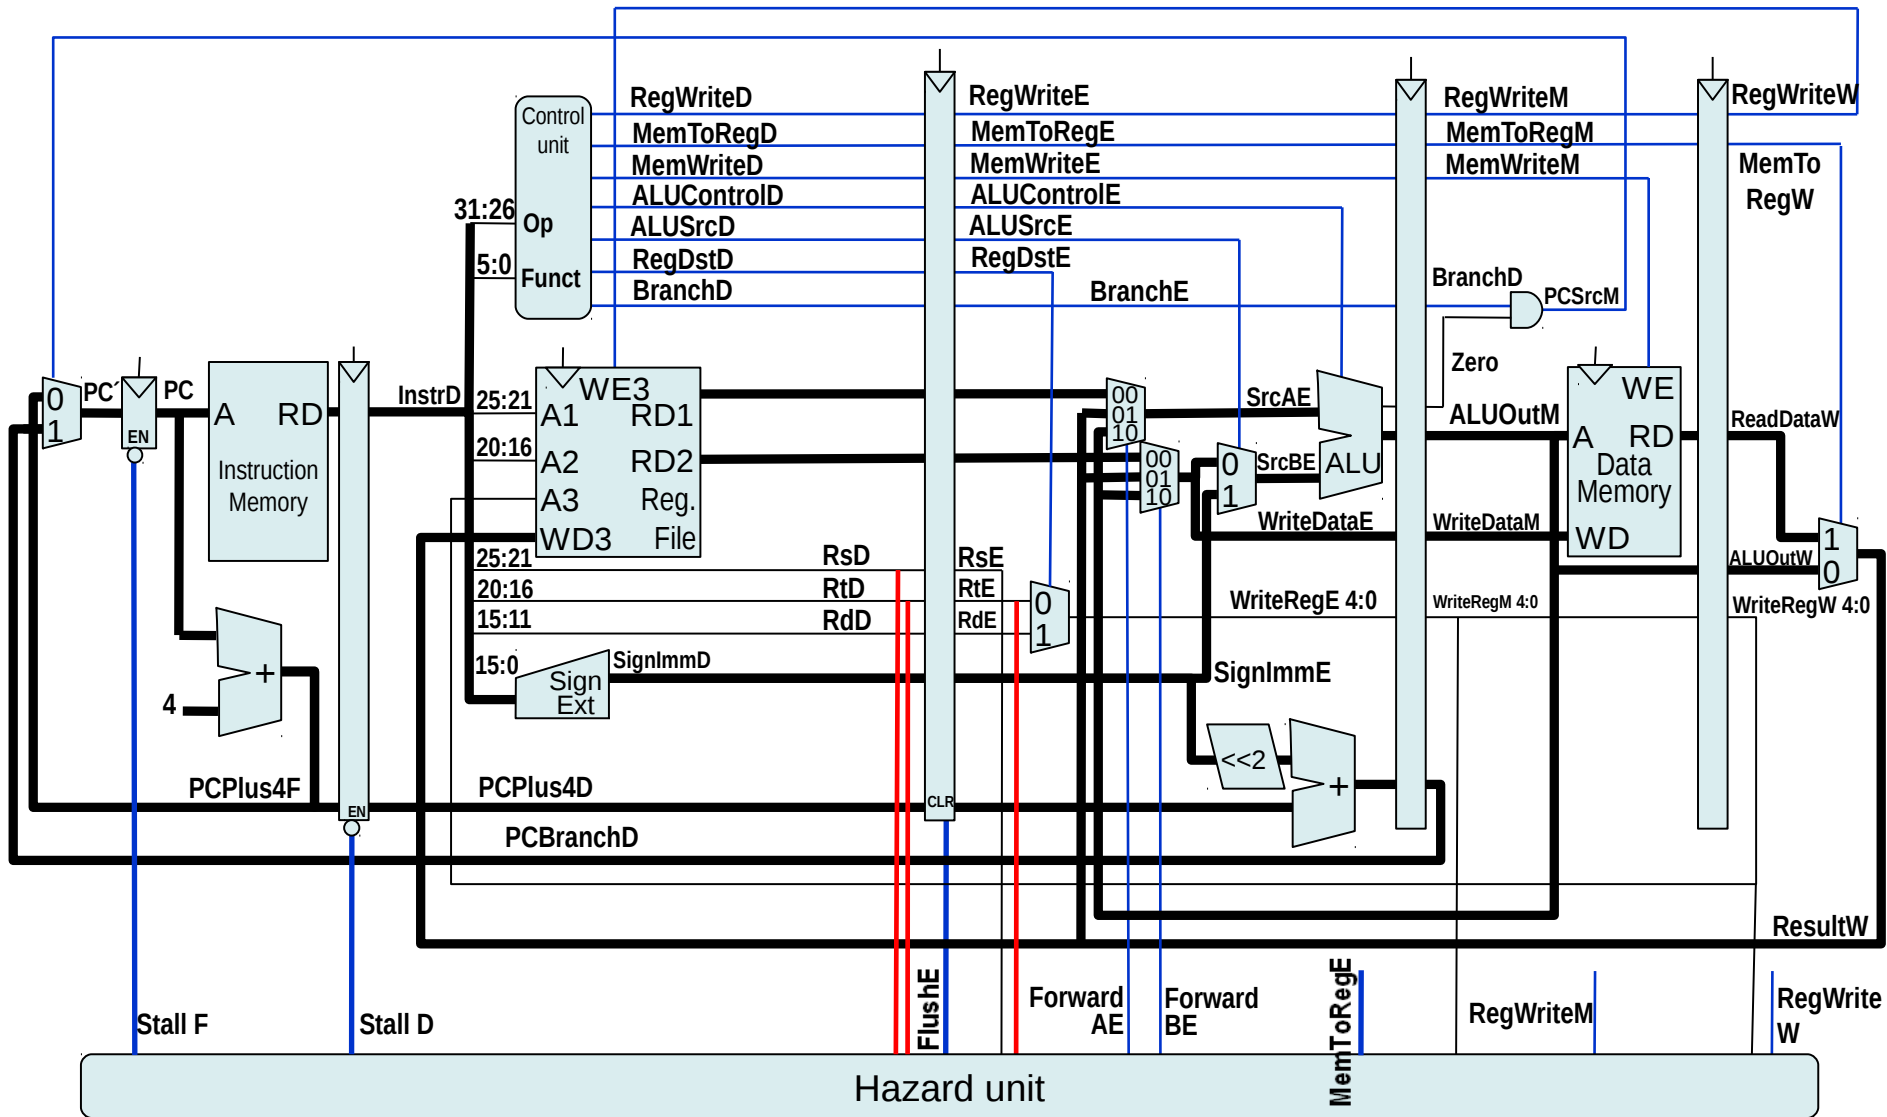 RegWriteD
RegWriteE
RegWriteM
RegWriteW
Control
unit
MemToRegD
MemToRegE
MemToRegM
MemWriteD
MemWriteE
MemWriteM
MemTo
RegW
ALUControlD
ALUControlE
31:26
Op
ALUSrcD
ALUSrcE
5:0
Funct
RegDstD
RegDstE
BranchD
BranchE
BranchD
PCSrcM
Zero
0
1
PC´
EN
PC
A
RD
Instruction
Memory
InstrD
25:21
WE3
A1
RD1
20:16
A2
RD2
A3
Reg.
WD3
File
00
01
10
00
01
10
SrcAE
0
1
SrcBE
ALU
ALUOutM
WE
A
RD
Data
Memory
WD
ReadDataW
WriteDataE
WriteDataM
1
0
ALUOutW
25:21
RsD
RsE
20:16
RtD
RtE
15:11
RdD
RdE
0
1
WriteRegE 4:0
WriteRegM 4:0
WriteRegW 4:0
15:0
Sign
Ext
SignImmD
SignImmE
+
4
<<2
+
PCPlus4F
EN
PCPlus4D
CLR
PCBranchD
ResultW
Stall F
Stall D
FlushE
Forward
AE
Forward
BE
MemToRegE
RegWriteM
RegWrite
W
Hazard unit